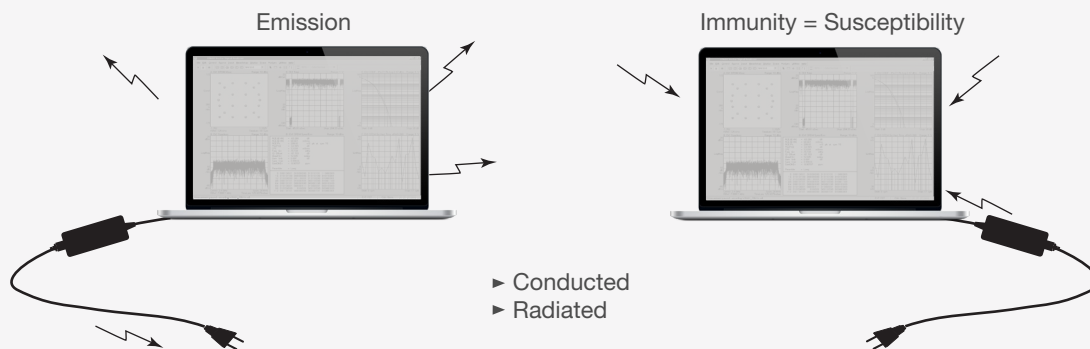 Emission
Immunity = Susceptibility
► Conducted
► Radiated